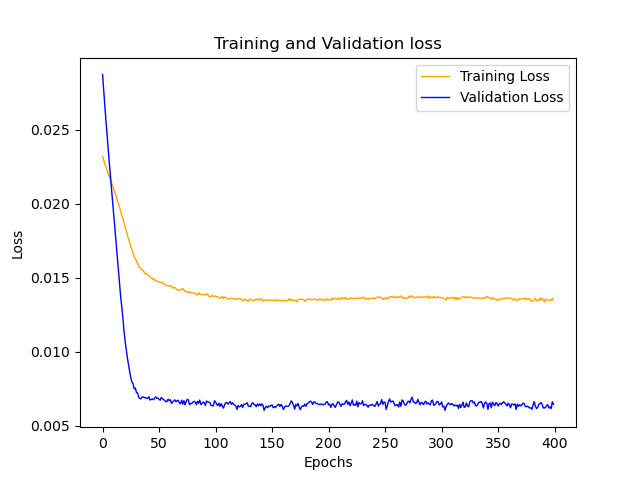 Training and Validation loss
Training Loss
Validation Loss
0.025
0.020
0.015
0.010
0.005
Loss
0 50 100 150 200 250 300 350 400
Epochs